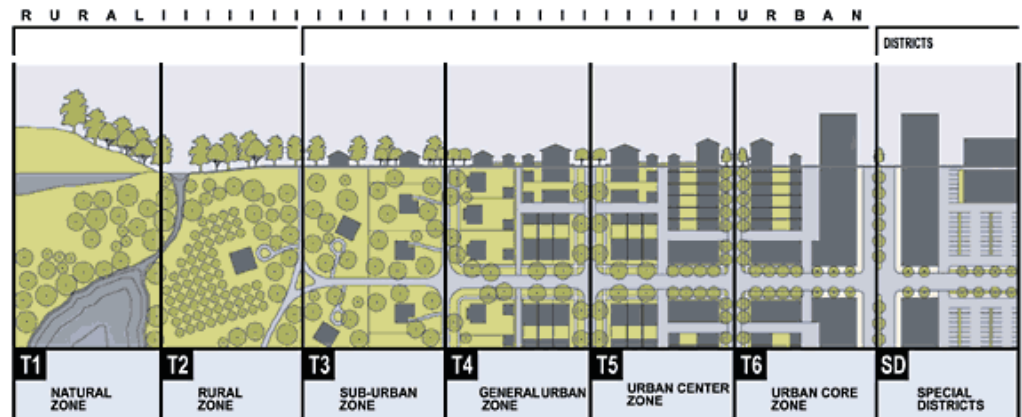 RURAL I I I I I I I I I I I I I I I I I I I I URBAN
DISTRICTS
T1
NATURAL
ZONE
T2
RURAL
ZONE
T3
SUB-URBAN
ZONE
T4
GENERAL URBAN
ZONE
T5
URBAN CENTER
ZONE
T6
URBAN CORE
ZONE
SD
SPECIAL
DISTRICTS